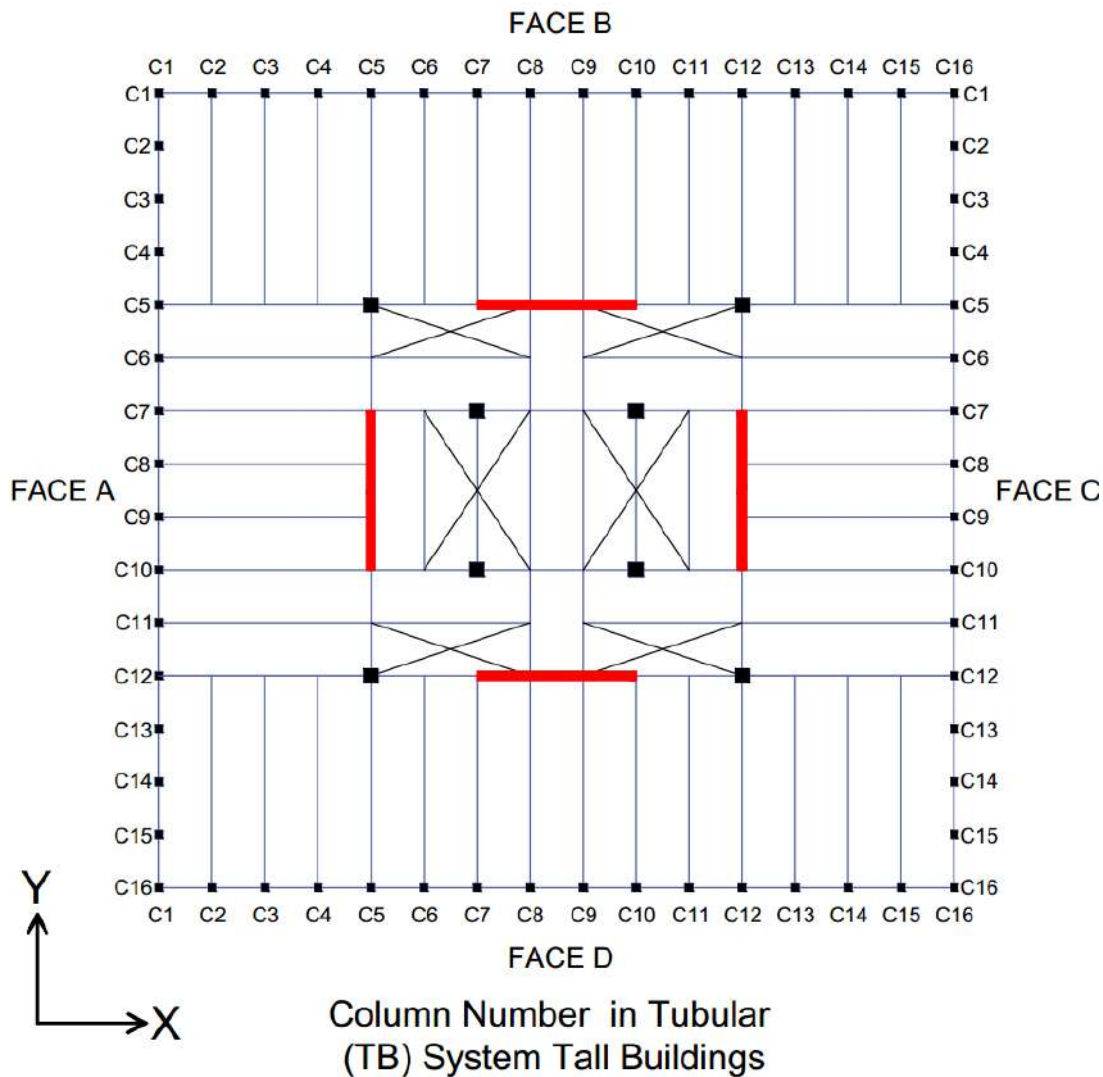 FACE B
C1 C2 C3 C4 C5 C6 C7 C8 C9 C10 C11 C12 C13 C14 C15 C16
C1 C1
C2 C2
C3 C3
C4 C4
C5 C5
C6 C6
C7 C7
C8 C8
FACE A FACE C
C9 C9
C10 C10
C11 C11
C12 C12
C13 C13
C14 C14
C15 C15
C16 C16
Y
C1 C2 C3 C4 C5 C6 C7 C8 C9 C10 C11 C12 C13 C14 C15 C16
FACE D
X
Column Number in Tubular
(TB) System Tall Buildings